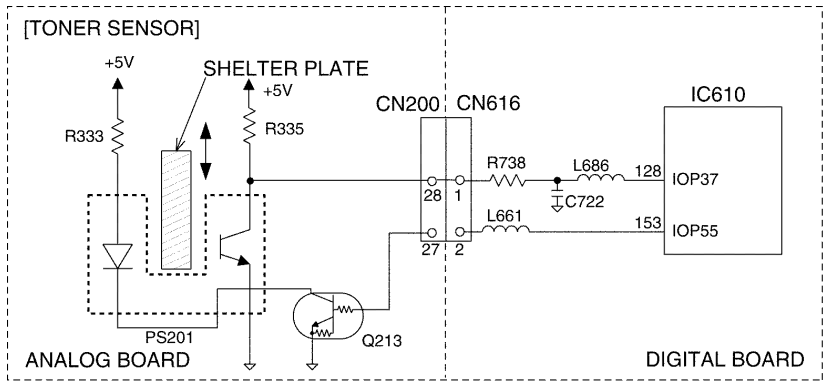 [TONER SENSOR]
+5V
SHELTER PLATE
+5V
R333
R335
CN200
CN616
IC610
R738
L686
128
IOP37
28
1
C722
L661
153
IOP55
27
2
PS201
Q213
ANALOG BOARD
DIGITAL BOARD